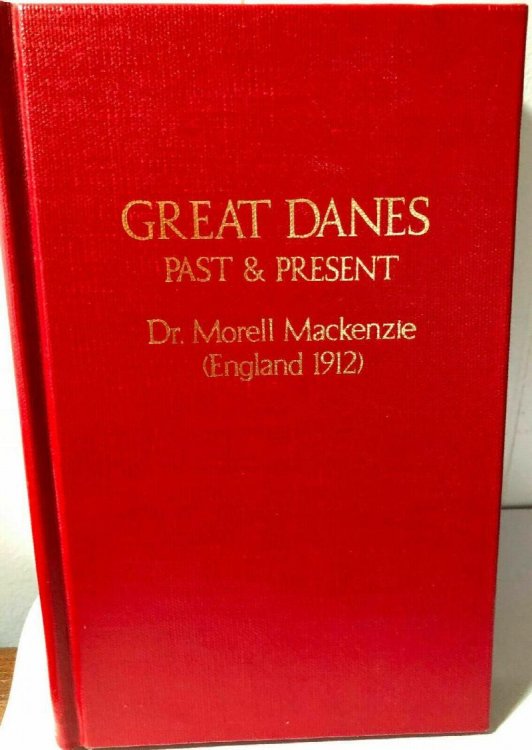 GREAT DANES
PAST & PRESENT
Dr. Morell Mackenzie
(England 1912)